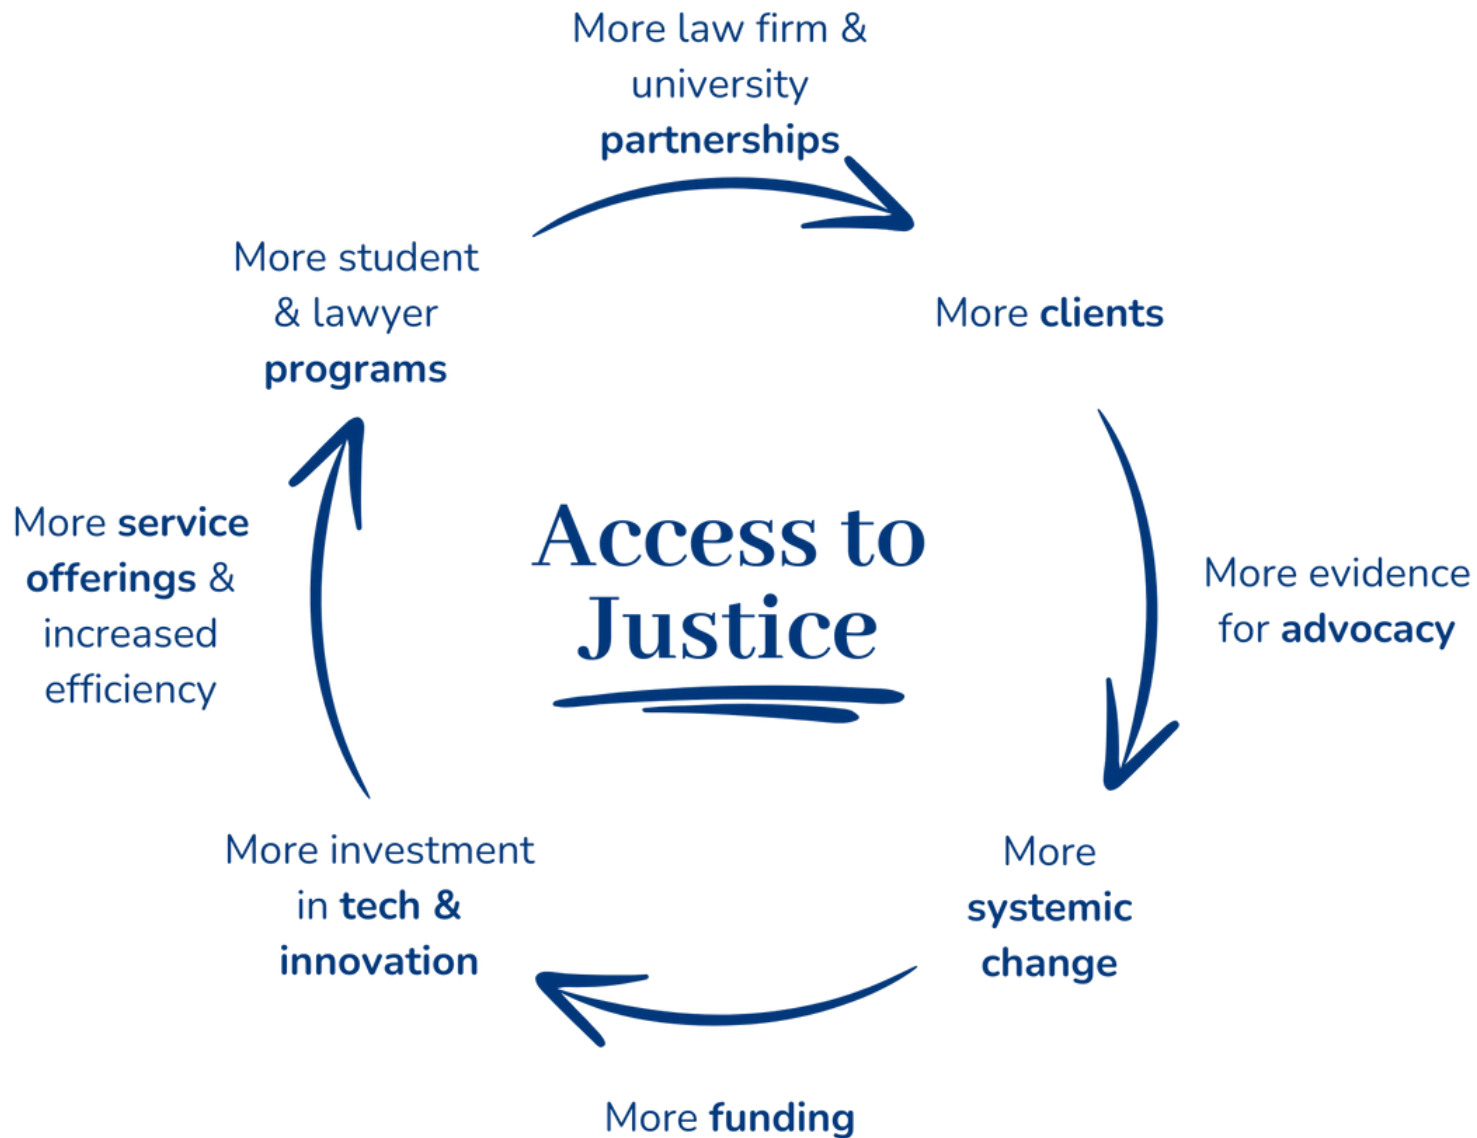 More law firm &
university
partnerships
More clients
More evidence
for advocacy
More
systemic
change
More funding
More investment
in tech &
innovation
More service
offerings &
increased
efficiency
More student
& lawyer
programs
Access to
Justice